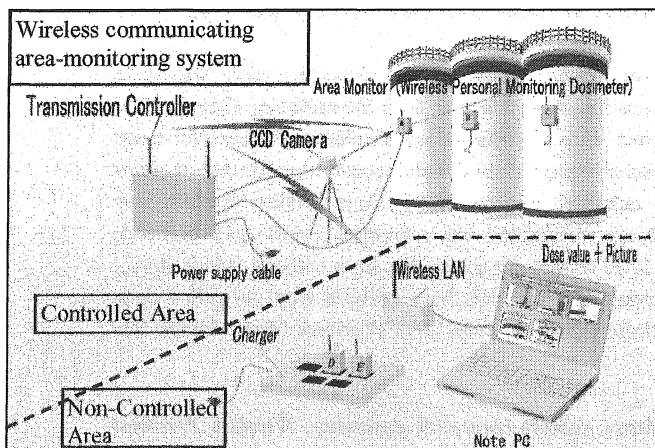 Wireless communicating
area-monitoring system
Area Monitor (Wireless Personal Monitoring Dosimeter)
Transmission Controller
CCD Camera
Power supply cable
Wireless LAN
Dose value + Picture
Controlled Area
Charger
D E
Non-Controlled
Area
Note PC